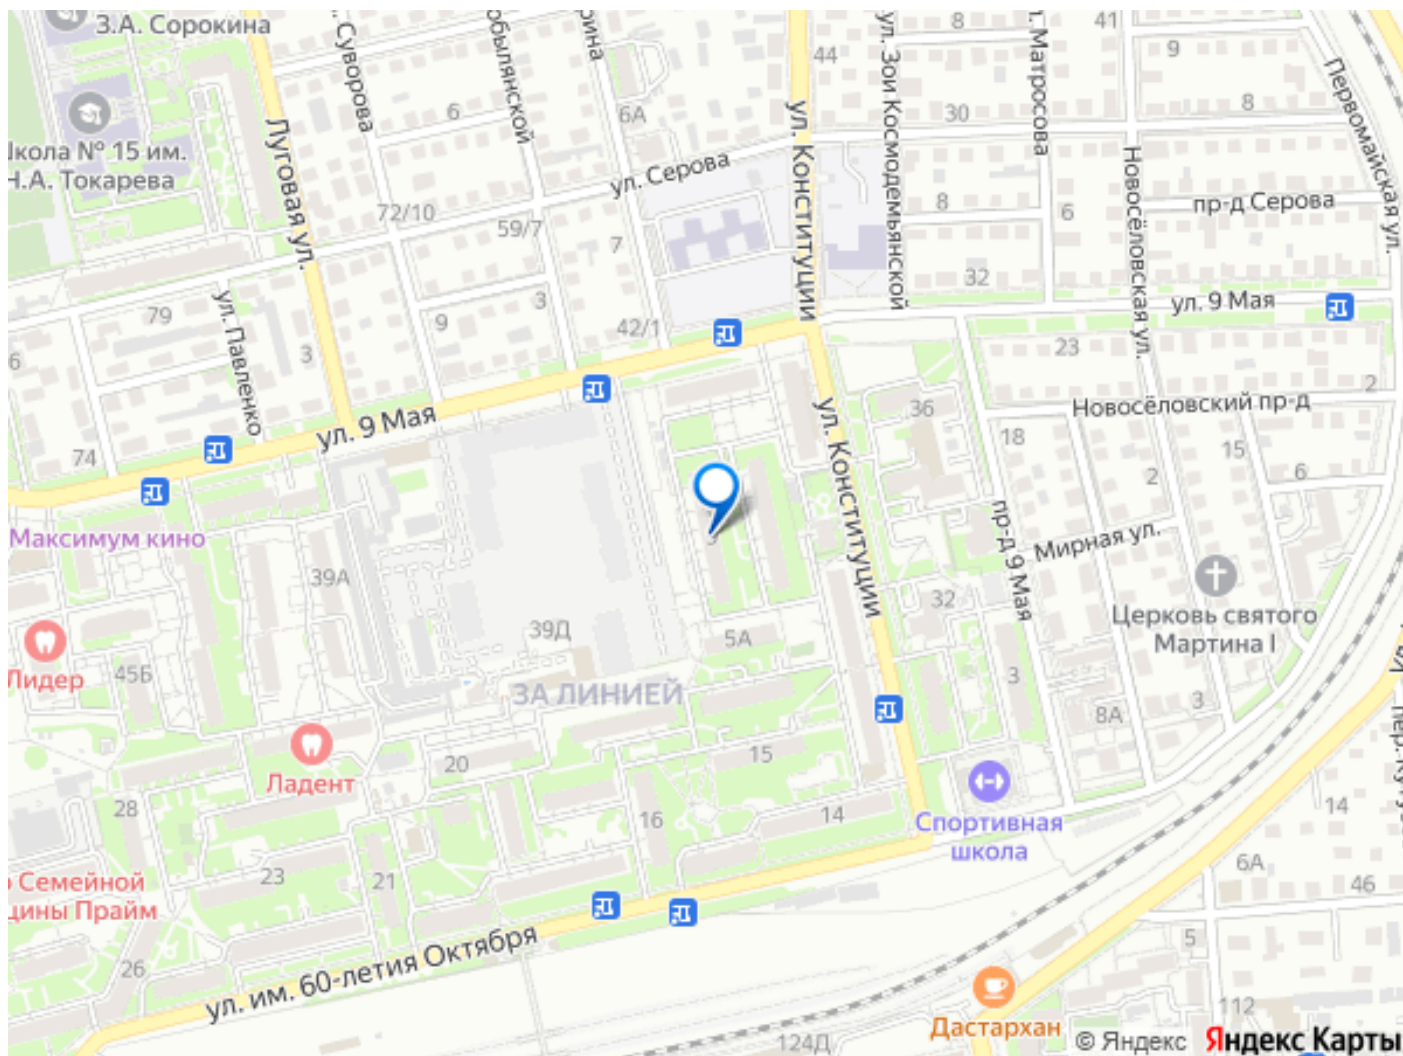 З.А. Сорокина
Суворова
6
6А
44
8
41
9
ул. Зои Космодемьянской
Матросова
Первомайская ул.
30
8
Школа № 15 им.
Н.А. Токарева
Луговая ул.
ул. Серова
ул. Конституции
Новосёловская ул.
72/10
59/7
7
8
6
пр-д Серова
32
79
ул. Павленко
3
9
3
42/1
ул. 9 Мая
23
2
74
ул. 9 Мая
ул. Конституции
36
18
Новосёловский пр-д
15
6
2
Максимум кино
39А
3
пр-д 9 Мая
Мирная ул.
Церковь святого
Мартина I
39Д
5А
32
3
8А
3
Лидер
45Б
ЗА ЛИНИЕЙ
Ладент
20
15
28
16
14
Спортивная
школа
14
6А
46
Семейной
Прайм
23
21
26
ул. им. 60-летия Октября
5
112
Дастархан
124Д
© Яндекс Яндекс Карты